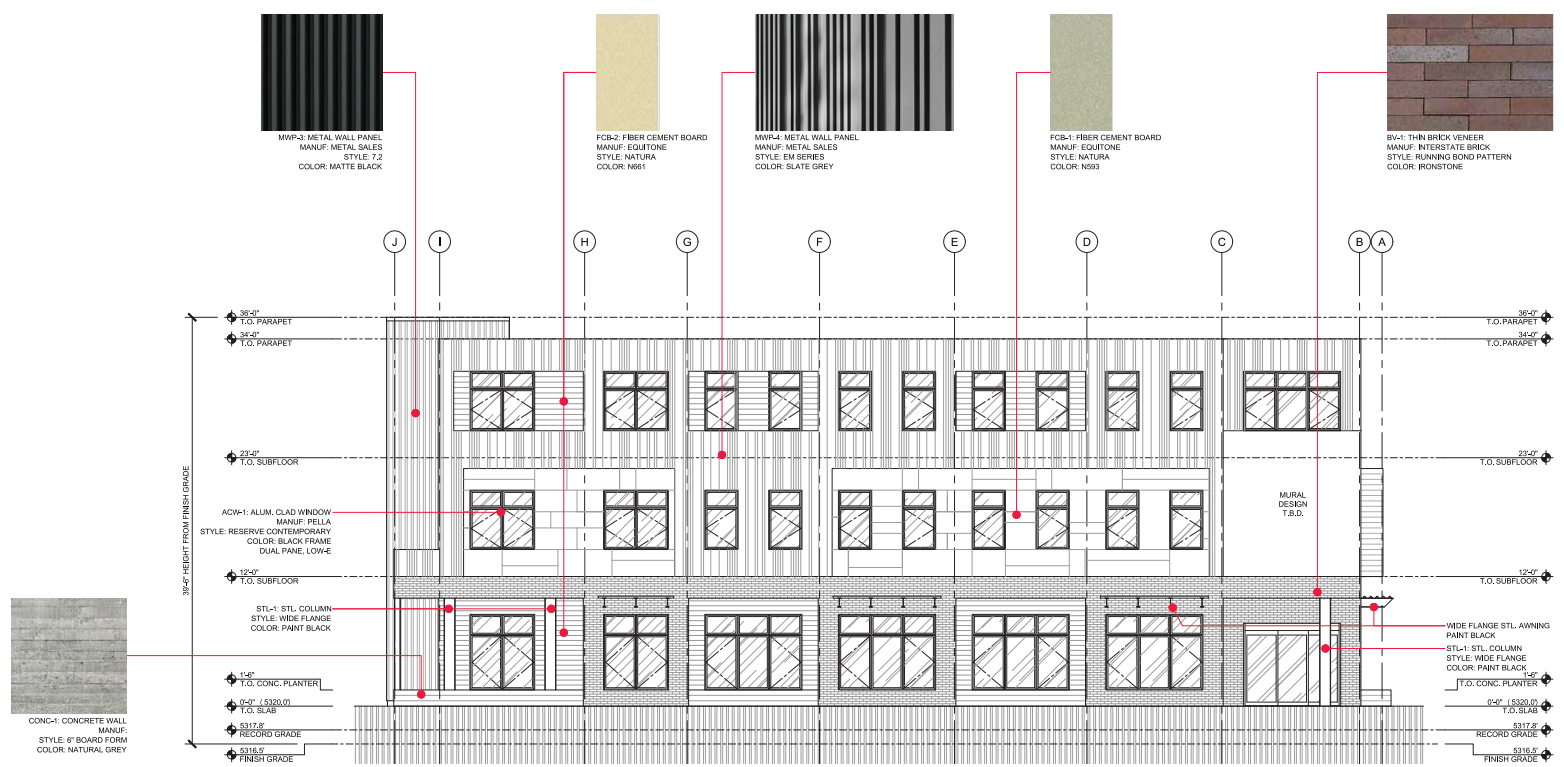 MWP-3: METAL WALL PANEL
MANUF: METAL SALES
STYLE: 7.2
COLOR: MATTE BLACK
FCB-2: FIBER CEMENT BOARD
MANUF: EQUITONE
STYLE: NATURA
COLOR: N661
MWP-4: METAL WALL PANEL
MANUF: METAL SALES
STYLE: EM SERIES
COLOR: SLATE GREY
FCB-1: FIBER CEMENT BOARD
MANUF: EQUITONE
STYLE: NATURA
COLOR: N593
BV-1: THIN BRICK VENEER
MANUF: INTERSTATE BRICK
STYLE: RUNNING BOND PATTERN
COLOR: IRONSTONE
J I H G F E D C B A
36'-0"
T.O. PARAPET
34'-0"
T.O. PARAPET
36'-0"
T.O. PARAPET
34'-0"
T.O. PARAPET
23'-0"
T.O. SUBFLOOR
23'-0"
T.O. SUBFLOOR
39'-6" HEIGHT FROM FINISH GRADE
ACW-1: ALUM. CLAD WINDOW
MANUF: PELLA
STYLE: RESERVE CONTEMPORARY
COLOR: BLACK FRAME
DUAL PANE, LOW-E
MURAL
DESIGN
T.B.D.
12'-0"
T.O. SUBFLOOR
12'-0"
T.O. SUBFLOOR
STL-1: STL. COLUMN
STYLE: WIDE FLANGE
COLOR: PAINT BLACK
WIDE FLANGE STL. AWNING
PAINT BLACK
STL-1: STL. COLUMN
STYLE: WIDE FLANGE
COLOR: PAINT BLACK
1'-6"
T.O. CONC. PLANTER
1'-6"
T.O. CONC. PLANTER
0'-0" ( 5320.0')
T.O. SLAB
0'-0" ( 5320.0')
T.O. SLAB
5317.8'
RECORD GRADE
5317.8'
RECORD GRADE
5316.5'
FINISH GRADE
5316.5'
FINISH GRADE
CONC-1: CONCRETE WALL
MANUF:
STYLE: 6" BOARD FORM
COLOR: NATURAL GREY